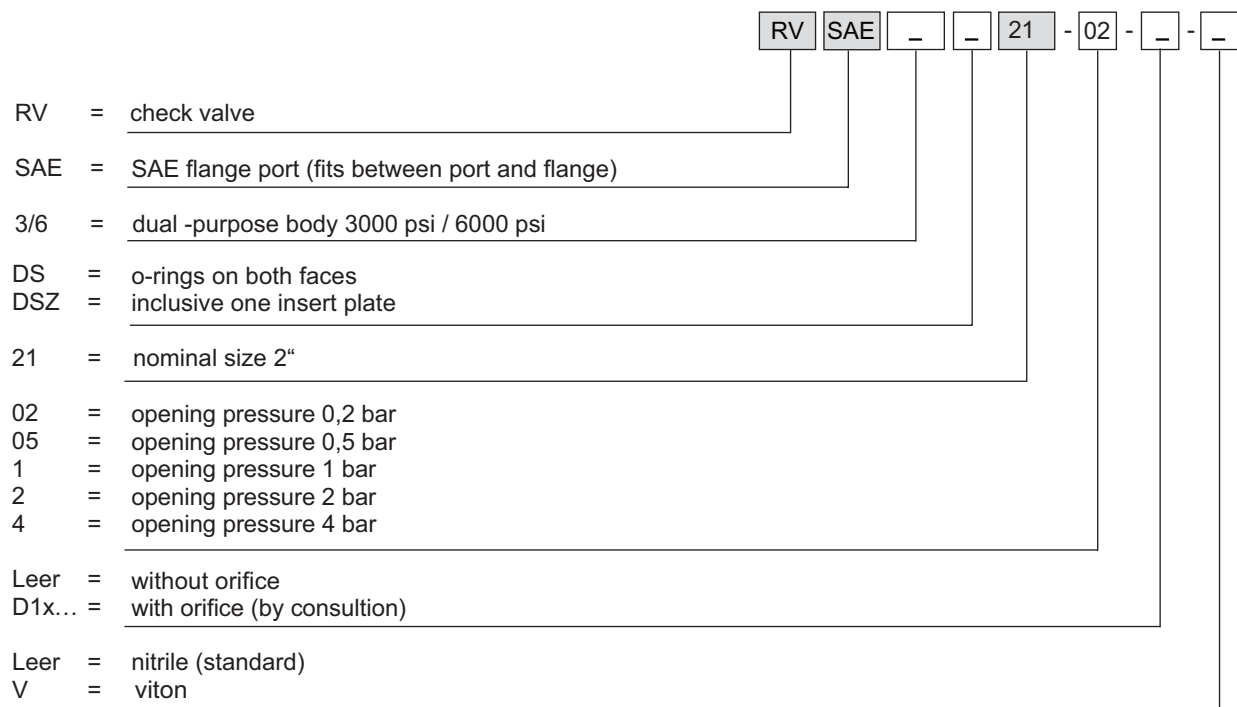 RV SAE _ _ 21 - 02 - _ - _
RV = check valve
SAE = SAE flange port (fits between port and flange)
3/6 = dual -purpose body 3000 psi / 6000 psi
DS = o-rings on both faces
DSZ = inclusive one insert plate
21 = nominal size 2“
02 = opening pressure 0,2 bar
05 = opening pressure 0,5 bar
1 = opening pressure 1 bar
2 = opening pressure 2 bar
4 = opening pressure 4 bar
Leer = without orifice
D1x… = with orifice (by consultion)
Leer = nitrile (standard)
V = viton